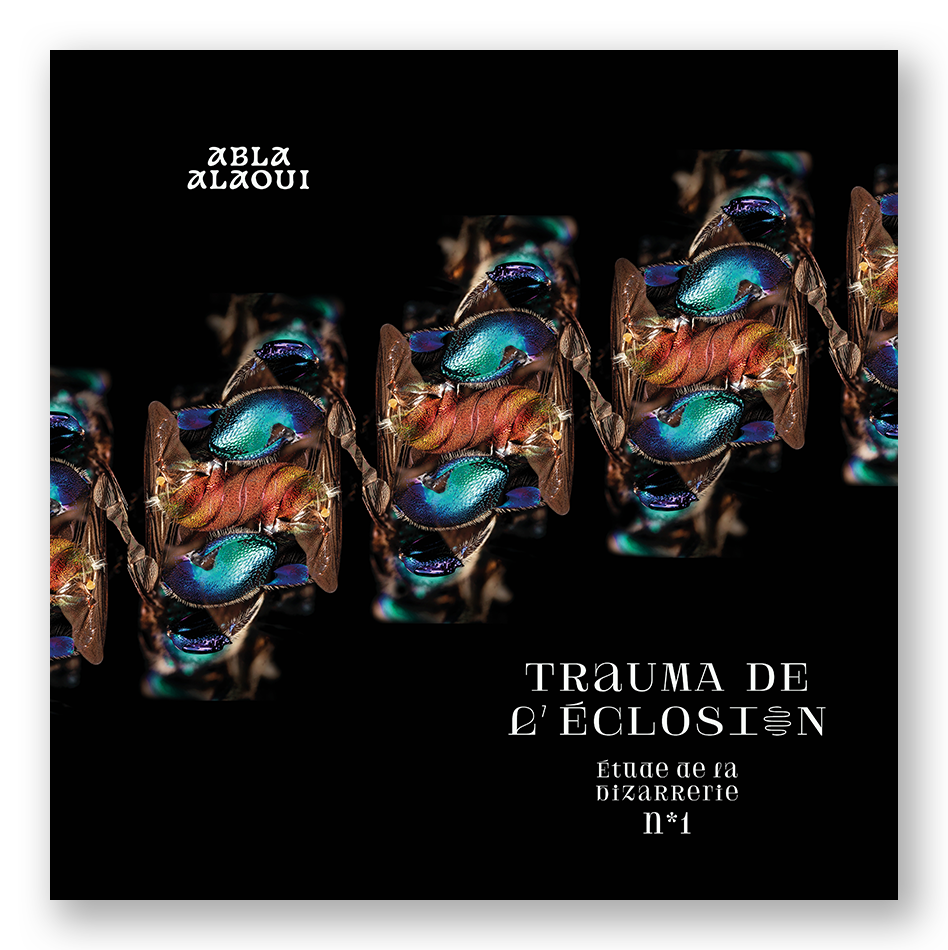 ABLA
ALAOUI
TRaUMA DE
L'ÉCLOSION
Étude de la
bizarrerie
N*1